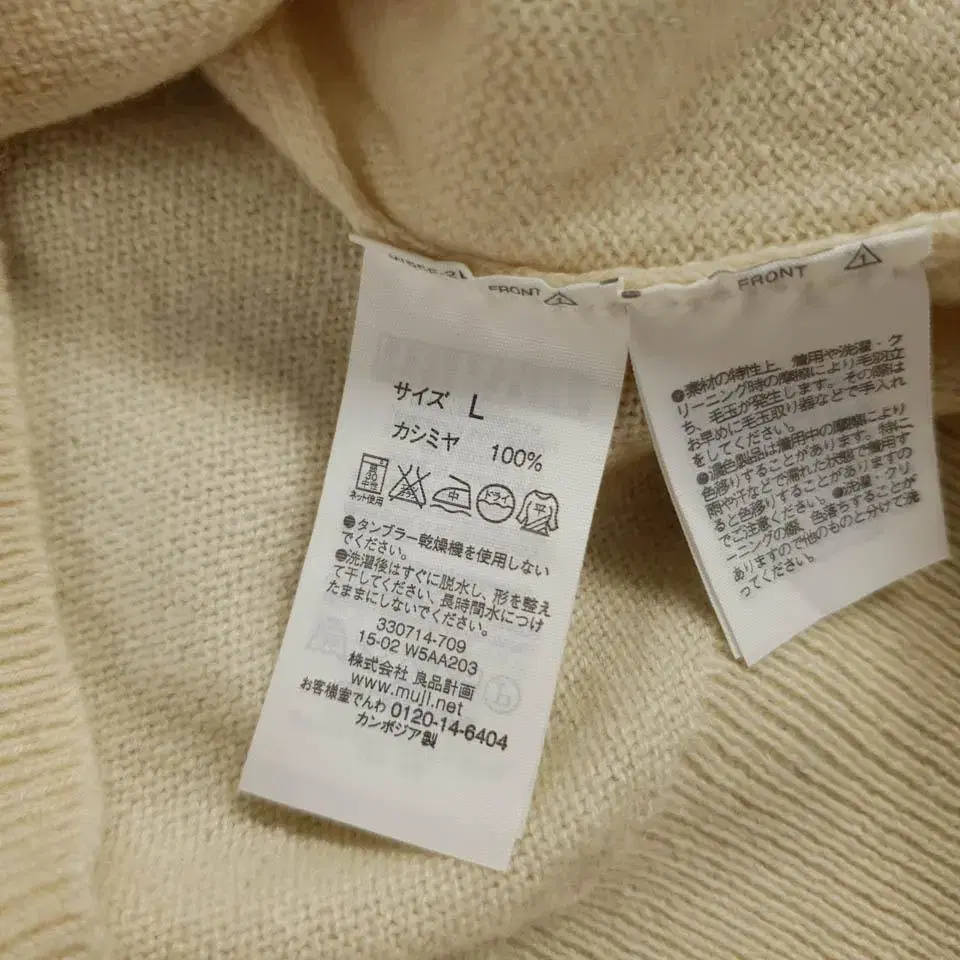 FRONT
サイズ L
カシミヤ 100%
弱
30
中性
ネット使用
中
ドライ
平
●タンブラー乾燥機を使用しない
でください。
●洗濯後はすぐに脱水し、形を整え
て干してください、長時間水につけ
たままにしないでください。
330714-709
15-02 W5AA203
株式会社 良品計画
www.muji.net
お客様室でんわ 0120-14-6404
カンボジア製
FRONT 1
●素材の特性上、着用や洗濯・ク
リーニング時の摩擦により毛羽立
ち、毛玉が発生します。その際は
お早めに毛玉取り器などで手入れ
をしてください。
●濃色製品は着用中の摩擦により
色移りすることがあります。特に、
雨や汗などで濡れた状態で着用す
ると色移りすることがありますの
でご注意ください。●洗濯、クリ
ーニングの際、色落ちすることが
ありますので他のものと分けて洗
ってください。